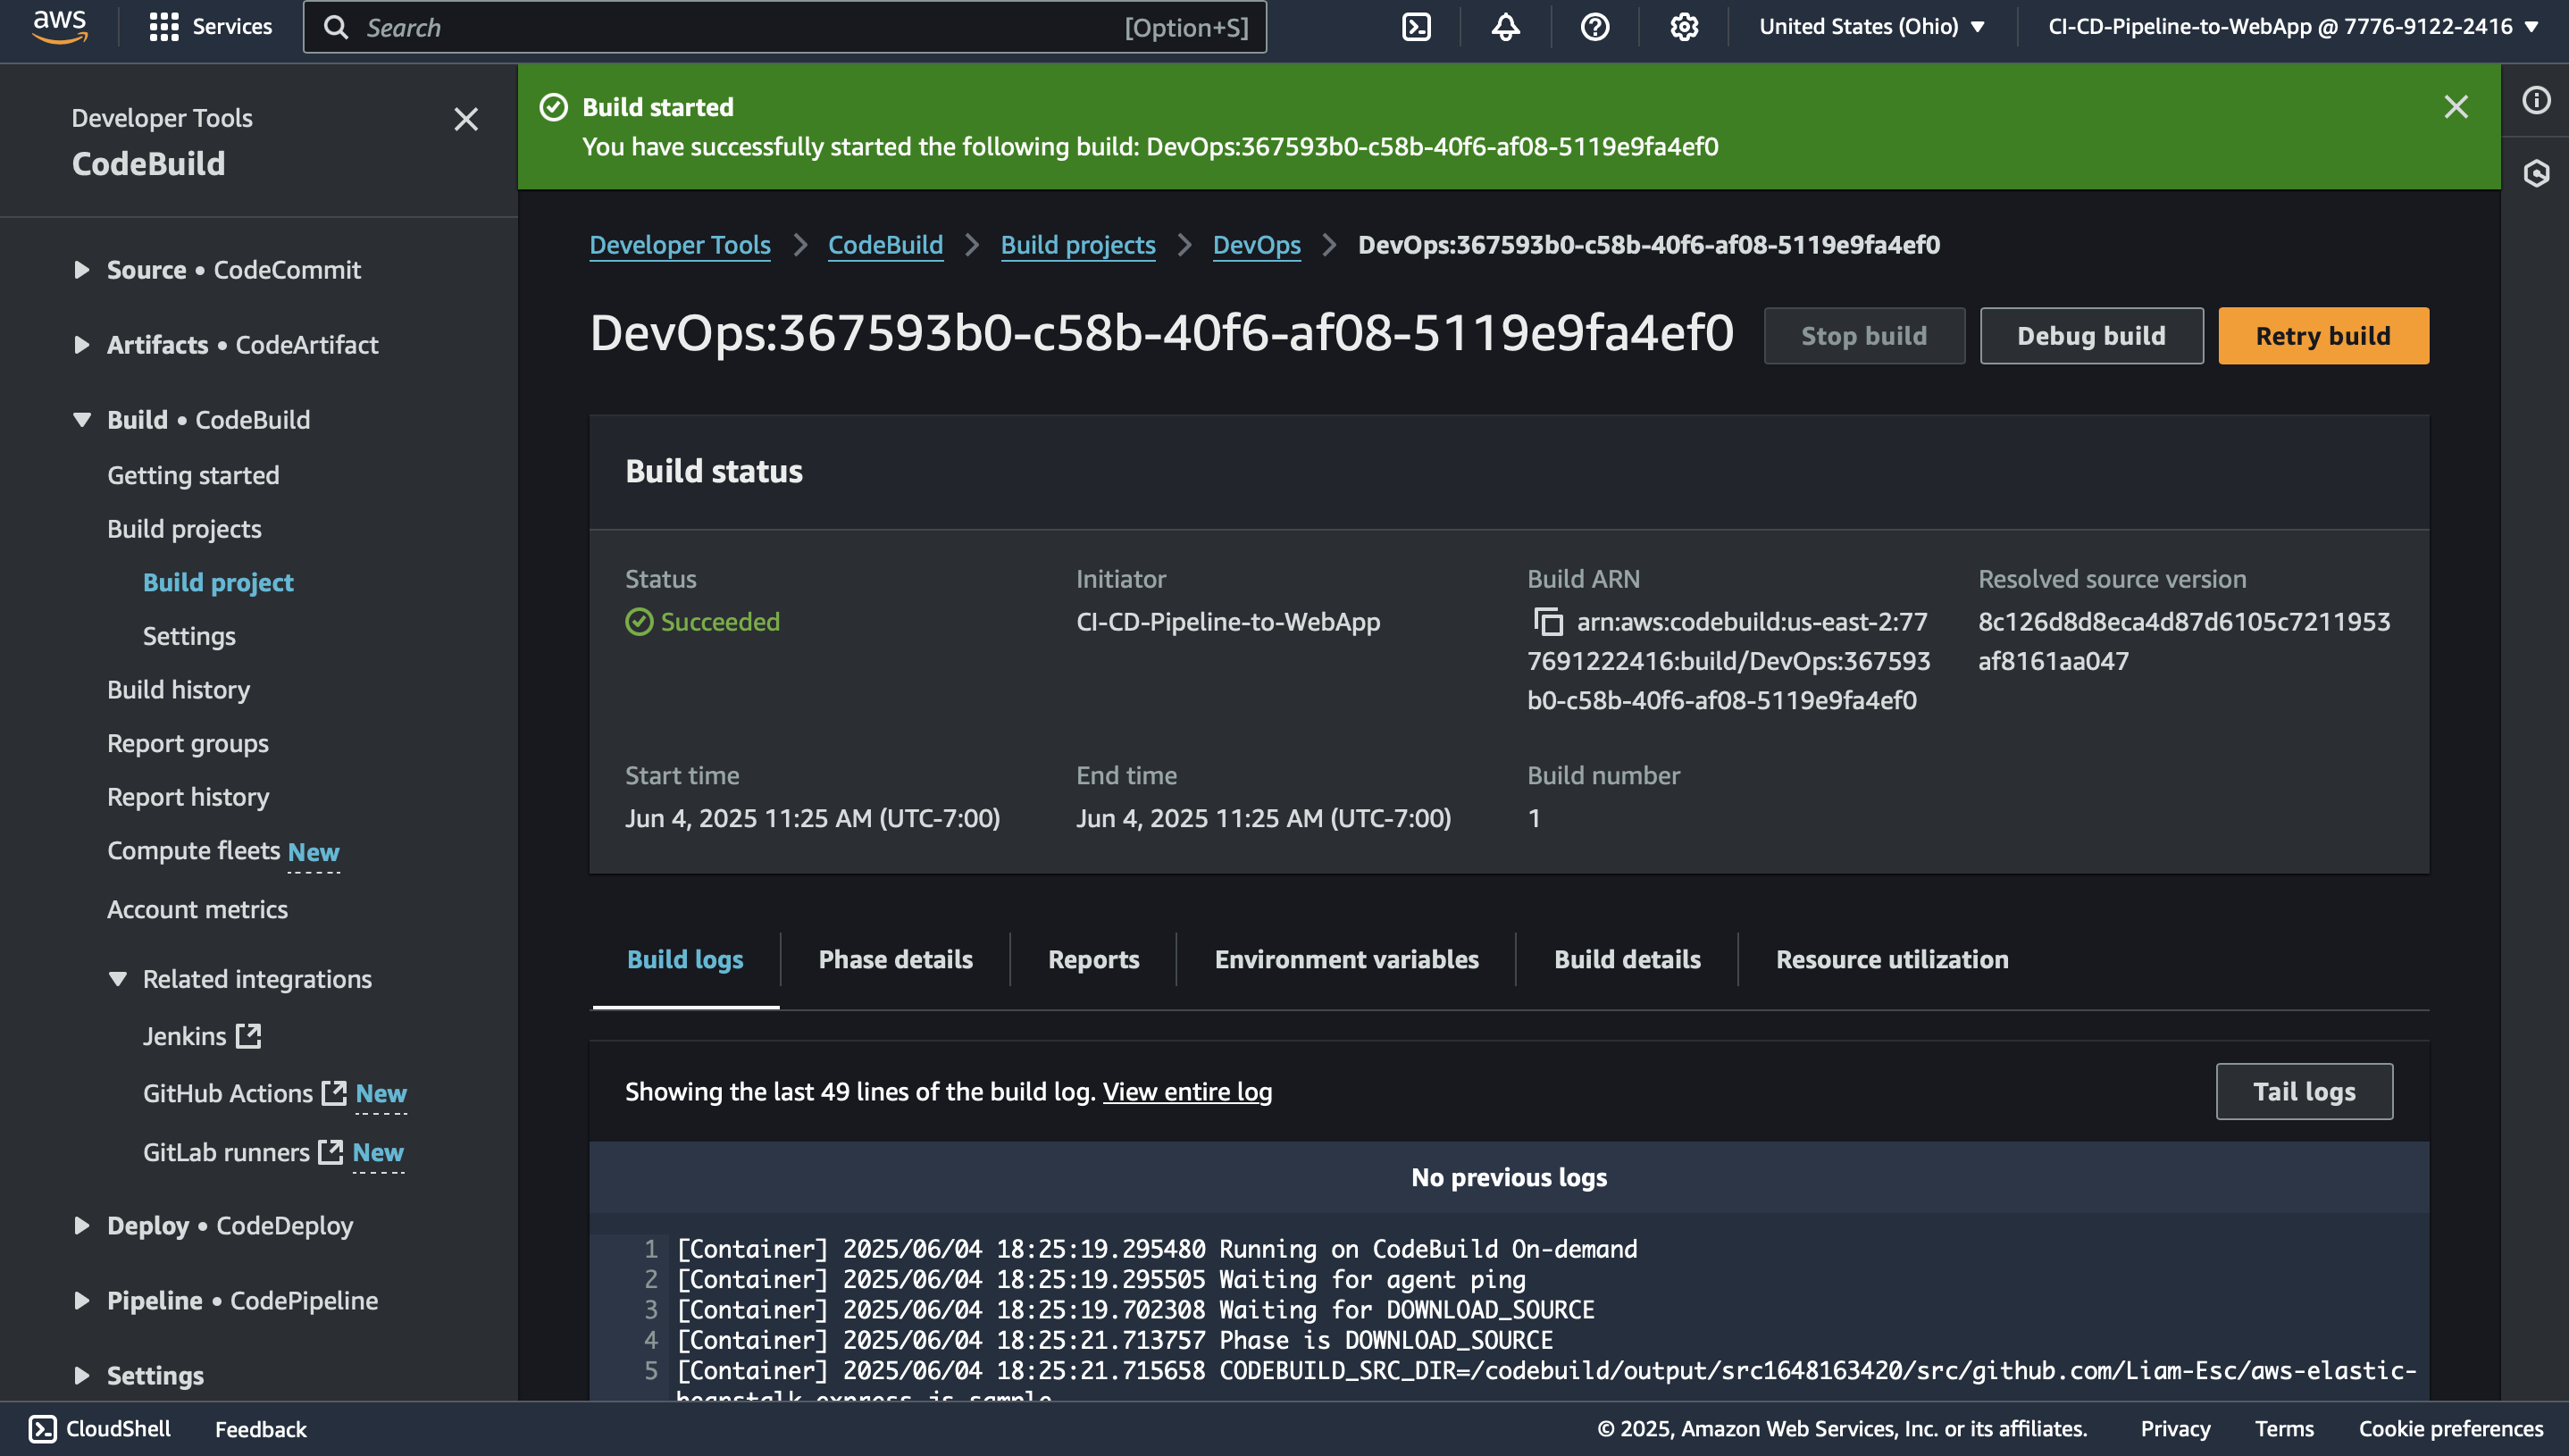 aws
Services
Search
[Option+S]
United States (Ohio)
CI-CD-Pipeline-to-WebApp @ 7776-9122-2416
Developer Tools
CodeBuild
Source • CodeCommit
Artifacts • CodeArtifact
Build • CodeBuild
Getting started
Build projects
Build project
Settings
Build history
Report groups
Report history
Compute fleets New
Account metrics
Related integrations
Jenkins
GitHub Actions New
GitLab runners New
Deploy • CodeDeploy
Pipeline • CodePipeline
Settings
Build started
You have successfully started the following build: DevOps:367593b0-c58b-40f6-af08-5119e9fa4ef0
Developer Tools
CodeBuild
Build projects
DevOps
DevOps:367593b0-c58b-40f6-af08-5119e9fa4ef0
DevOps:367593b0-c58b-40f6-af08-5119e9fa4ef0
Stop build
Debug build
Retry build
Build status
Status
Succeeded
Initiator
CI-CD-Pipeline-to-WebApp
Build ARN
arn:aws:codebuild:us-east-2:77
7691222416:build/DevOps:367593
b0-c58b-40f6-af08-5119e9fa4ef0
Resolved source version
8c126d8d8eca4d87d6105c7211953
af8161aa047
Start time
Jun 4, 2025 11:25 AM (UTC-7:00)
End time
Jun 4, 2025 11:25 AM (UTC-7:00)
Build number
1
Build logs
Phase details
Reports
Environment variables
Build details
Resource utilization
Showing the last 49 lines of the build log. View entire log
Tail logs
No previous logs
1 [Container] 2025/06/04 18:25:19.295480 Running on CodeBuild On-demand
2 [Container] 2025/06/04 18:25:19.295505 Waiting for agent ping
3 [Container] 2025/06/04 18:25:19.702308 Waiting for DOWNLOAD_SOURCE
4 [Container] 2025/06/04 18:25:21.713757 Phase is DOWNLOAD_SOURCE
5 [Container] 2025/06/04 18:25:21.715658 CODEBUILD_SRC_DIR=/codebuild/output/src1648163420/src/github.com/Liam-Esc/aws-elastic-
beanstalk-express-js-sample
CloudShell
Feedback
© 2025, Amazon Web Services, Inc. or its affiliates.
Privacy
Terms
Cookie preferences